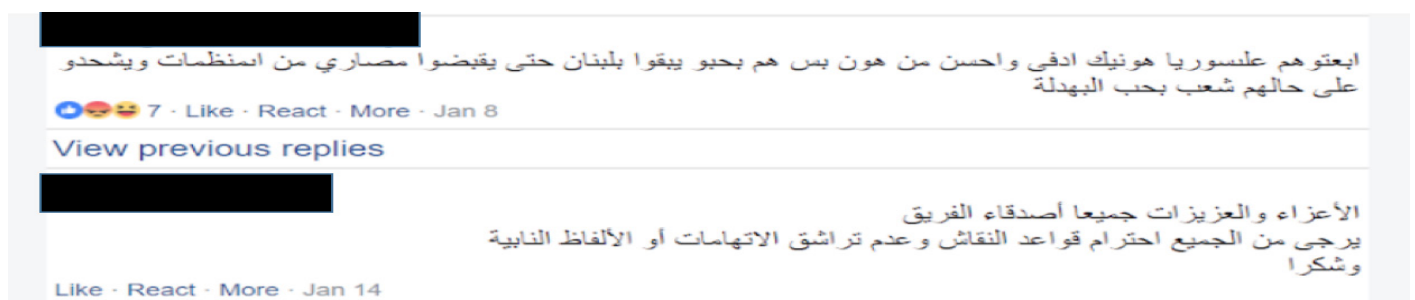 ابعتوهم علىسوريا هونيك ادفى واحسن من هون بس هم بحبو يبقوا بلبنان حتى يقبضوا مصاري من المنظمات ويشحدو
على حالهم شعب بحب البهدلة
7 · Like · React · More · Jan 8
View previous replies
الأعزاء والعزيزات جميعا أصدقاء الفريق
يرجى من الجميع احترام قواعد النقاش وعدم تراشق الاتهامات أو الألفاظ النابية
وشكرا
Like · React · More · Jan 14